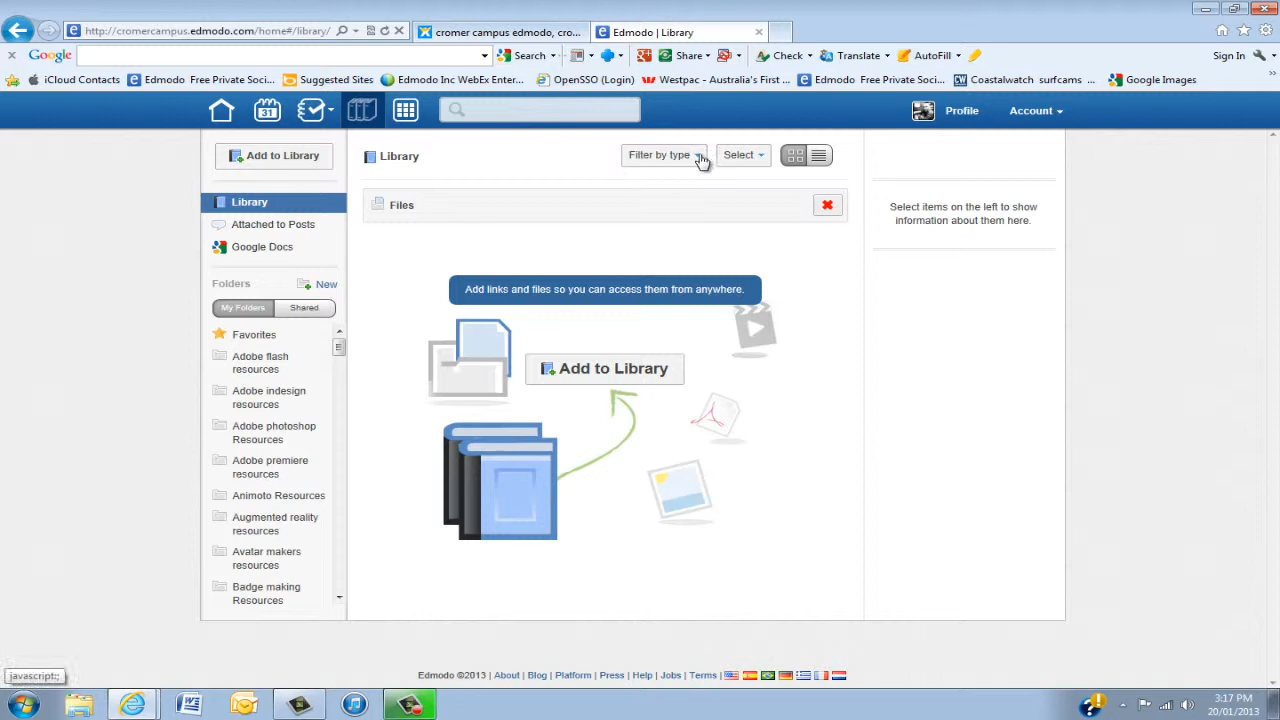 http://cromercampus.edmodo.com/home#/library/
cromer campus edmodo, cro...
Edmodo | Library
Google
Search
Share
Check
Translate
AutoFill
Sign In
iCloud Contacts
Edmodo Free Private Soci...
Suggested Sites
Edmodo Inc WebEx Enter...
OpenSSO (Login)
Westpac - Australia's First ...
Edmodo Free Private Soci...
Coastalwatch surfcams ...
Google Images
31
Profile
Account
Add to Library
Library
Filter by type
Select
Library
Files
Select items on the left to show
information about them here.
Attached to Posts
Google Docs
Folders
New
My Folders
Shared
Add links and files so you can access them from anywhere.
Add to Library
Favorites
Adobe flash
resources
Adobe indesign
resources
Adobe photoshop
Resources
Adobe premiere
resources
Animoto Resources
Augmented reality
resources
Avatar makers
resources
Badge making
Resources
Edmodo ©2013 | About | Blog | Platform | Press | Help | Jobs | Terms |
javascript:;
3:17 PM
20/01/2013